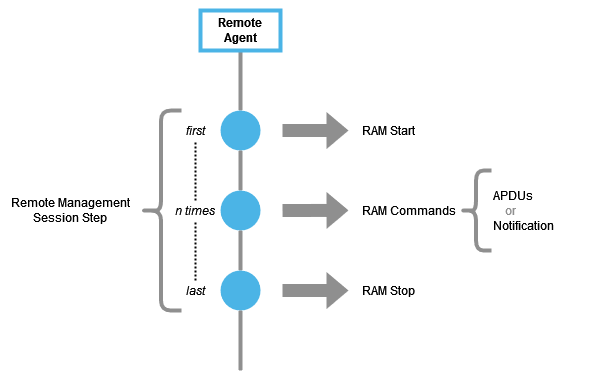 Remote
Agent
first
RAM Start
Remote Management
Session Step
n times
RAM Commands
APDUs
or
Notification
last
RAM Stop